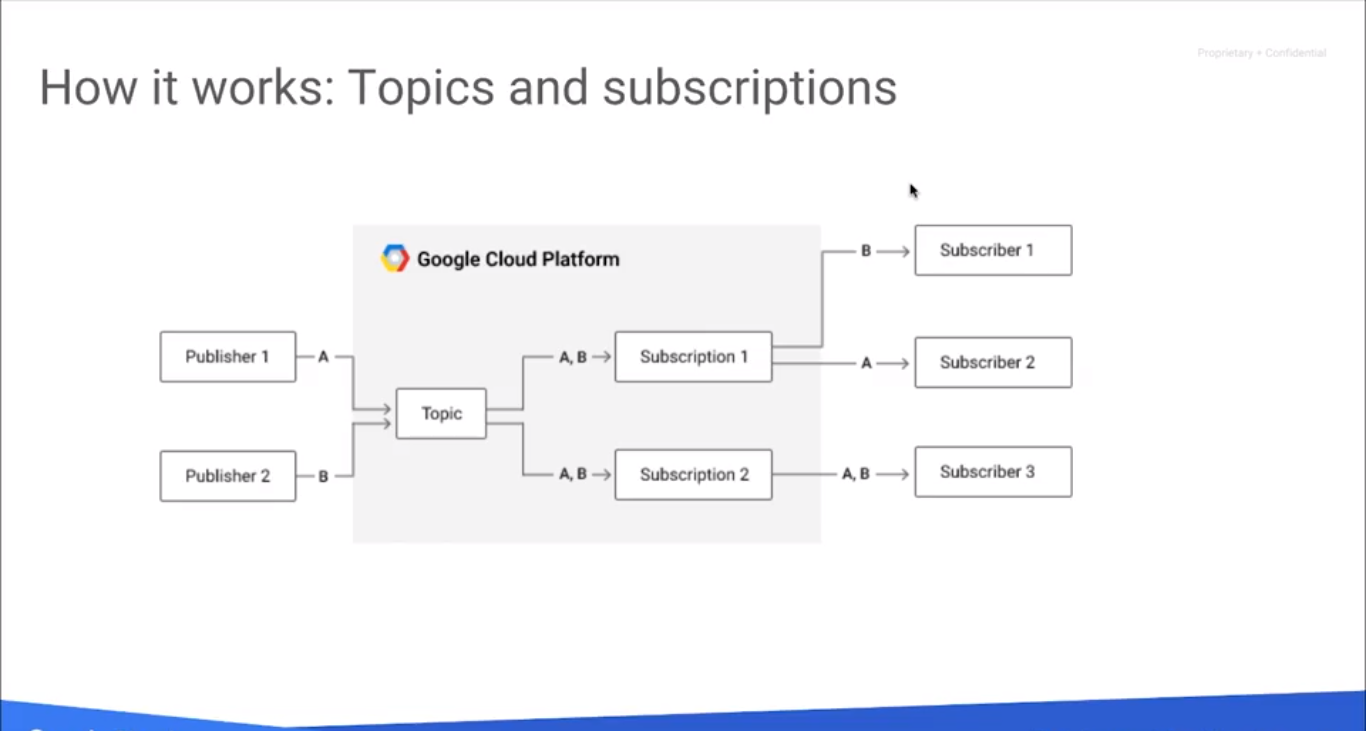 Proprietary + Confidential
How it works: Topics and subscriptions
Google Cloud Platform
B
Subscriber 1
Publisher 1
A
A, B
Subscription 1
A
Subscriber 2
Topic
Publisher 2
B
A, B
Subscription 2
A, B
Subscriber 3